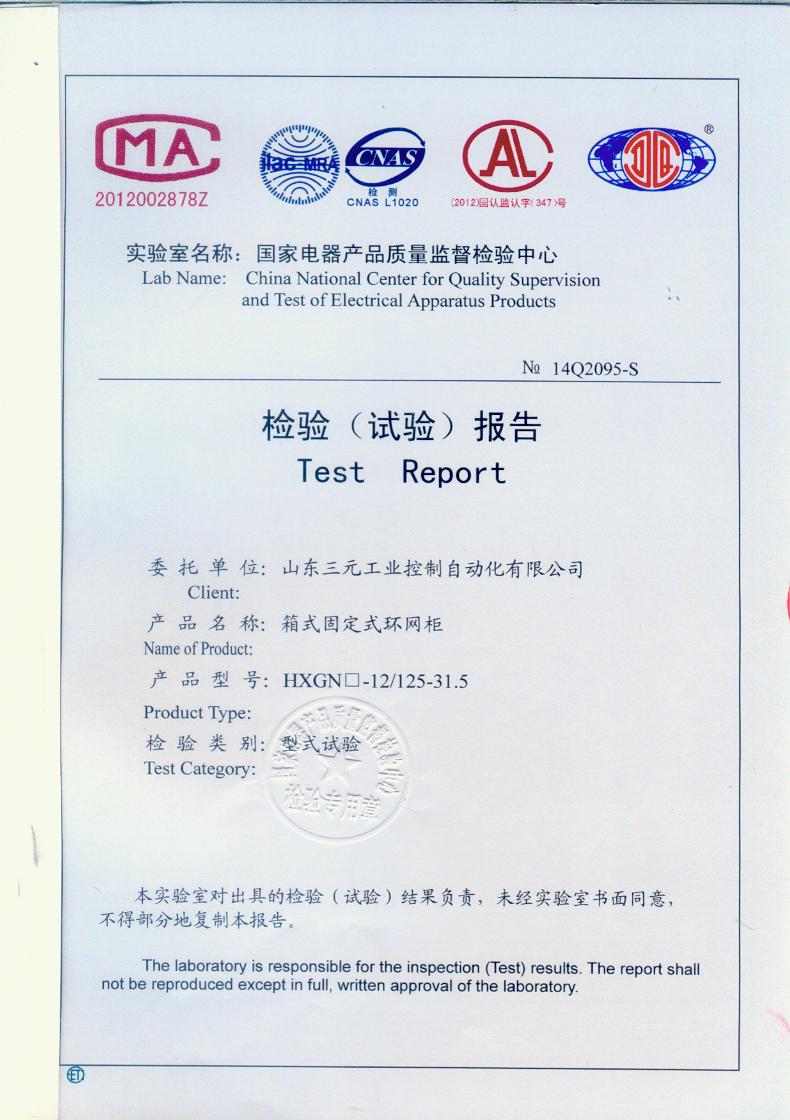 MA
ilac-MRA
CNAS
AL
®
2012002878Z
检 测
CNAS L1020
(2012)国认监认字(347)号
实验室名称：国家电器产品质量监督检验中心
Lab Name: China National Center for Quality Supervision
and Test of Electrical Apparatus Products
№ 14Q2095-S
检验（试验）报告
Test Report
委 托 单 位：山东三元工业控制自动化有限公司
Client:
产 品 名 称：箱式固定式环网柜
Name of Product:
产 品 型 号：HXGN□-12/125-31.5
Product Type:
检 验 类 别：型式试验
Test Category:
检验专用章
本实验室对出具的检验（试验）结果负责，未经实验室书面同意，
不得部分地复制本报告。
The laboratory is responsible for the inspection (Test) results. The report shall
not be reproduced except in full, written approval of the laboratory.